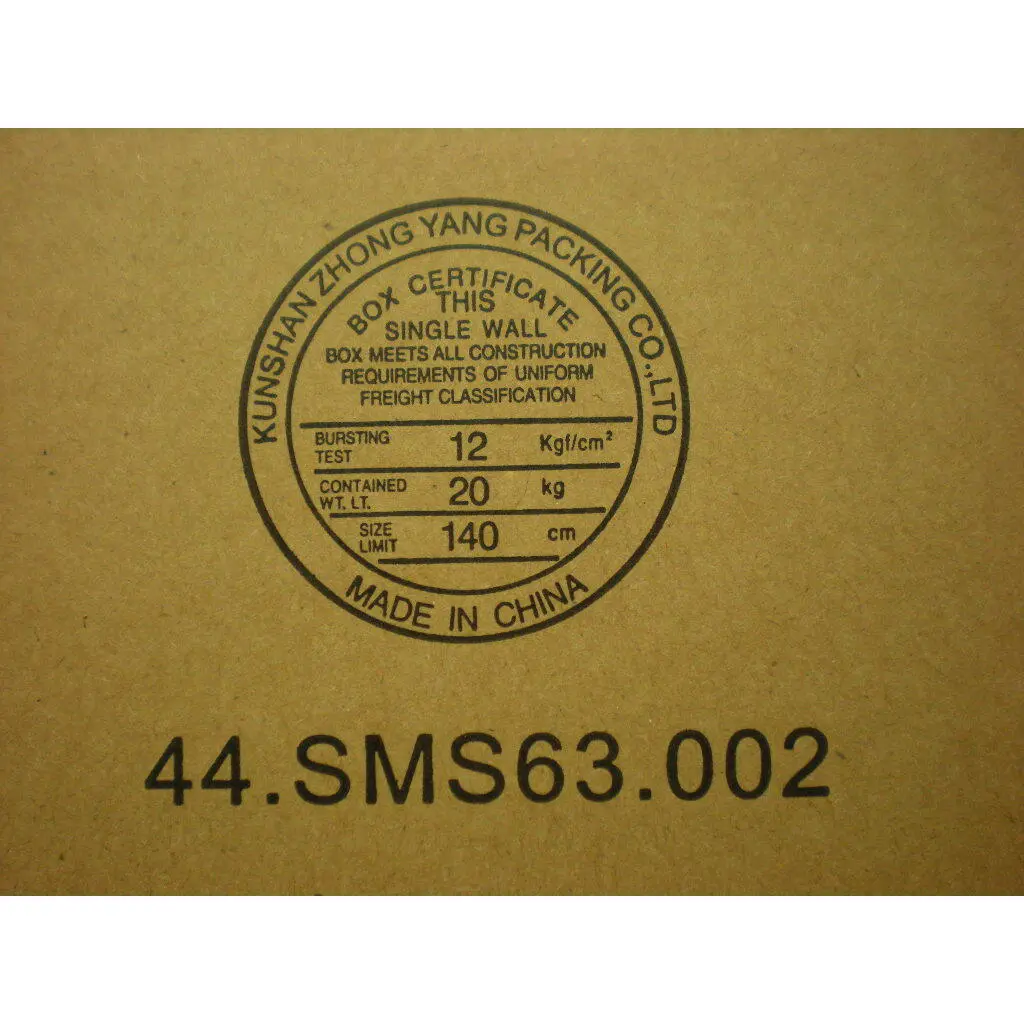 KUNSHAN ZHONG YANG PACKING CO.,LTD
BOX CERTIFICATE
THIS
SINGLE WALL
BOX MEETS ALL CONSTRUCTION
REQUIREMENTS OF UNIFORM
FREIGHT CLASSIFICATION
BURSTING TEST 12 Kgf/cm²
CONTAINED WT. LT. 20 kg
SIZE LIMIT 140 cm
MADE IN CHINA
44.SMS63.002